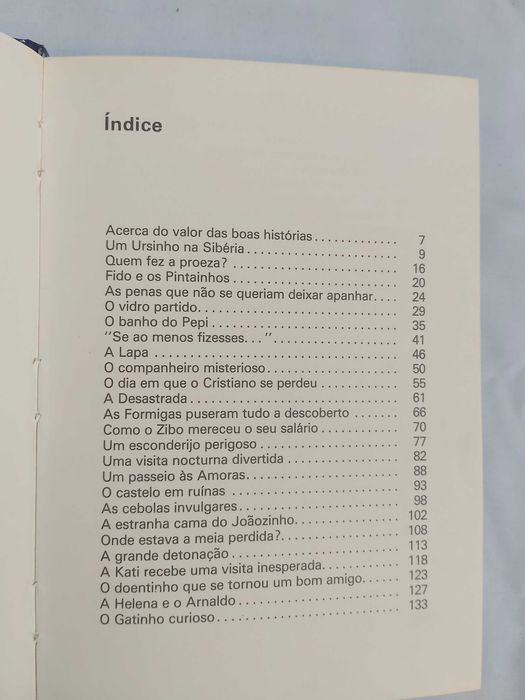 Índice
Acerca do valor das boas histórias............. 7
Um Ursinho na Sibéria........................ 9
Quem fez a proeza? .......................... 16
Fido e os Pintainhos ........................... 20
As penas que não se queriam deixar apanhar.... 24
O vidro partido................................ 29
O banho do Pepi .............................. 35
"Se ao menos fizesses..."..................... 41
A Lapa ....................................... 46
O companheiro misterioso..................... 50
O dia em que o Cristiano se perdeu ............. 55
A Desastrada................................. 61
As Formigas puseram tudo a descoberto ....... 66
Como o Zibo mereceu o seu salário............. 70
Um esconderijo perigoso...................... 77
Uma visita nocturna divertida .................. 82
Um passeio às Amoras........................ 88
O castelo em ruínas ........................... 93
As cebolas invulgares......................... 98
A estranha cama do Joãozinho................ 102
Onde estava a meia perdida?.................. 108
A grande detonação.......................... 113
A Kati recebe uma visita inesperada............ 118
O doentinho que se tornou um bom amigo...... 123
A Helena e o Arnaldo......................... 127
O Gatinho curioso............................ 133